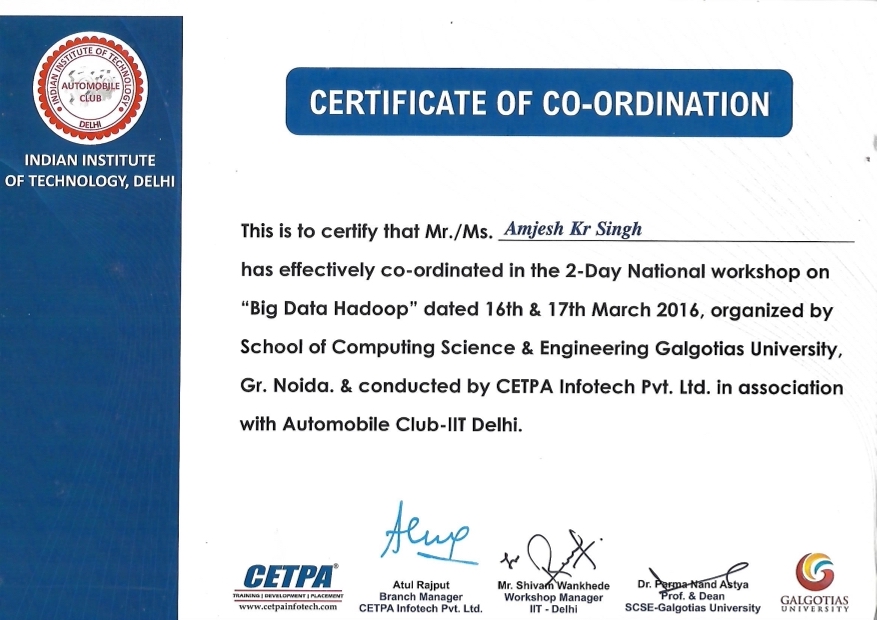 INDIAN INSTITUTE OF TECHNOLOGY
AUTOMOBILE
CLUB
DELHI
INDIAN INSTITUTE
OF TECHNOLOGY, DELHI
CERTIFICATE OF CO-ORDINATION
This is to certify that Mr./Ms. Amjesh Kr Singh
has effectively co-ordinated in the 2-Day National workshop on
“Big Data Hadoop” dated 16th & 17th March 2016, organized by
School of Computing Science & Engineering Galgotias University,
Gr. Noida. & conducted by CETPA Infotech Pvt. Ltd. in association
with Automobile Club-IIT Delhi.
CETPA®
TRAINING | DEVELOPMENT | PLACEMENT
www.cetpainfotech.com
Atul Rajput
Branch Manager
CETPA Infotech Pvt. Ltd.
Mr. Shivam Wankhede
Workshop Manager
IIT - Delhi
Dr. Perma Nand Astya
Prof. & Dean
SCSE-Galgotias University
GALGOTIAS
UNIVERSITY